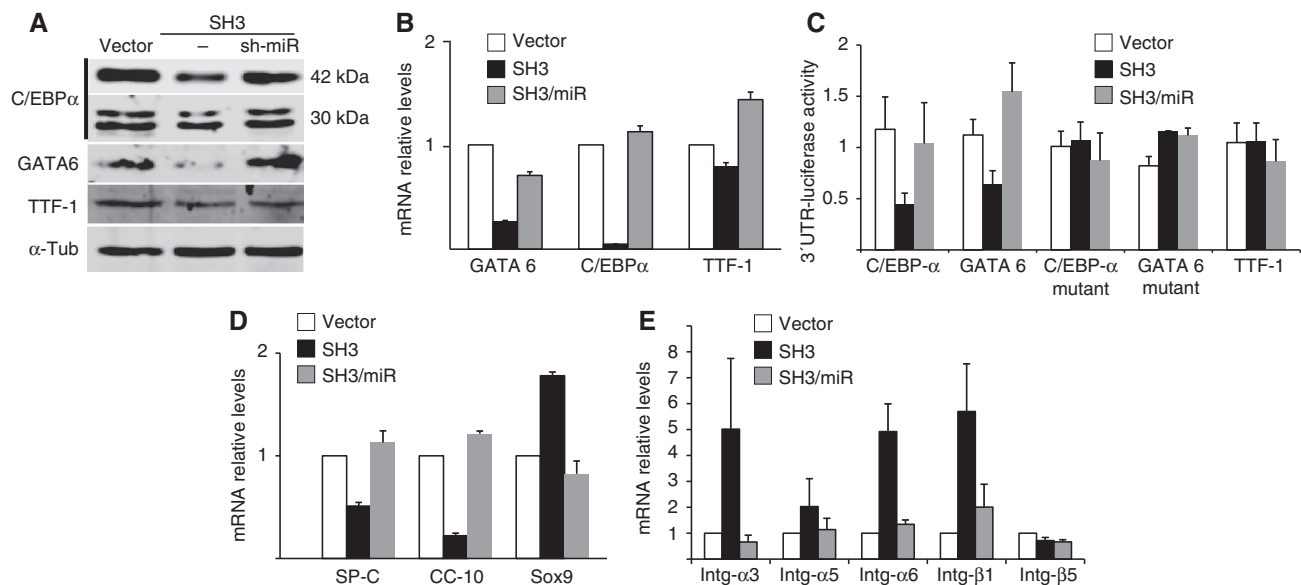 A
SH3
Vector – sh-miR
C/EBPα
42 kDa
30 kDa
GATA6
TTF-1
α-Tub
B
Vector
SH3
SH3/miR
mRNA relative levels
2
1
GATA 6 C/EBPα TTF-1
C
Vector
SH3
SH3/miR
3´UTR-luciferase activity
2
1.5
1
0.5
C/EBP-α GATA 6 C/EBP-α mutant GATA 6 mutant TTF-1
D
Vector
SH3
SH3/miR
mRNA relative levels
2
1
SP-C CC-10 Sox9
E
Vector
SH3
SH3/miR
mRNA relative levels
8
7
6
5
4
3
2
1
Intg-α3 Intg-α5 Intg-α6 Intg-β1 Intg-β5